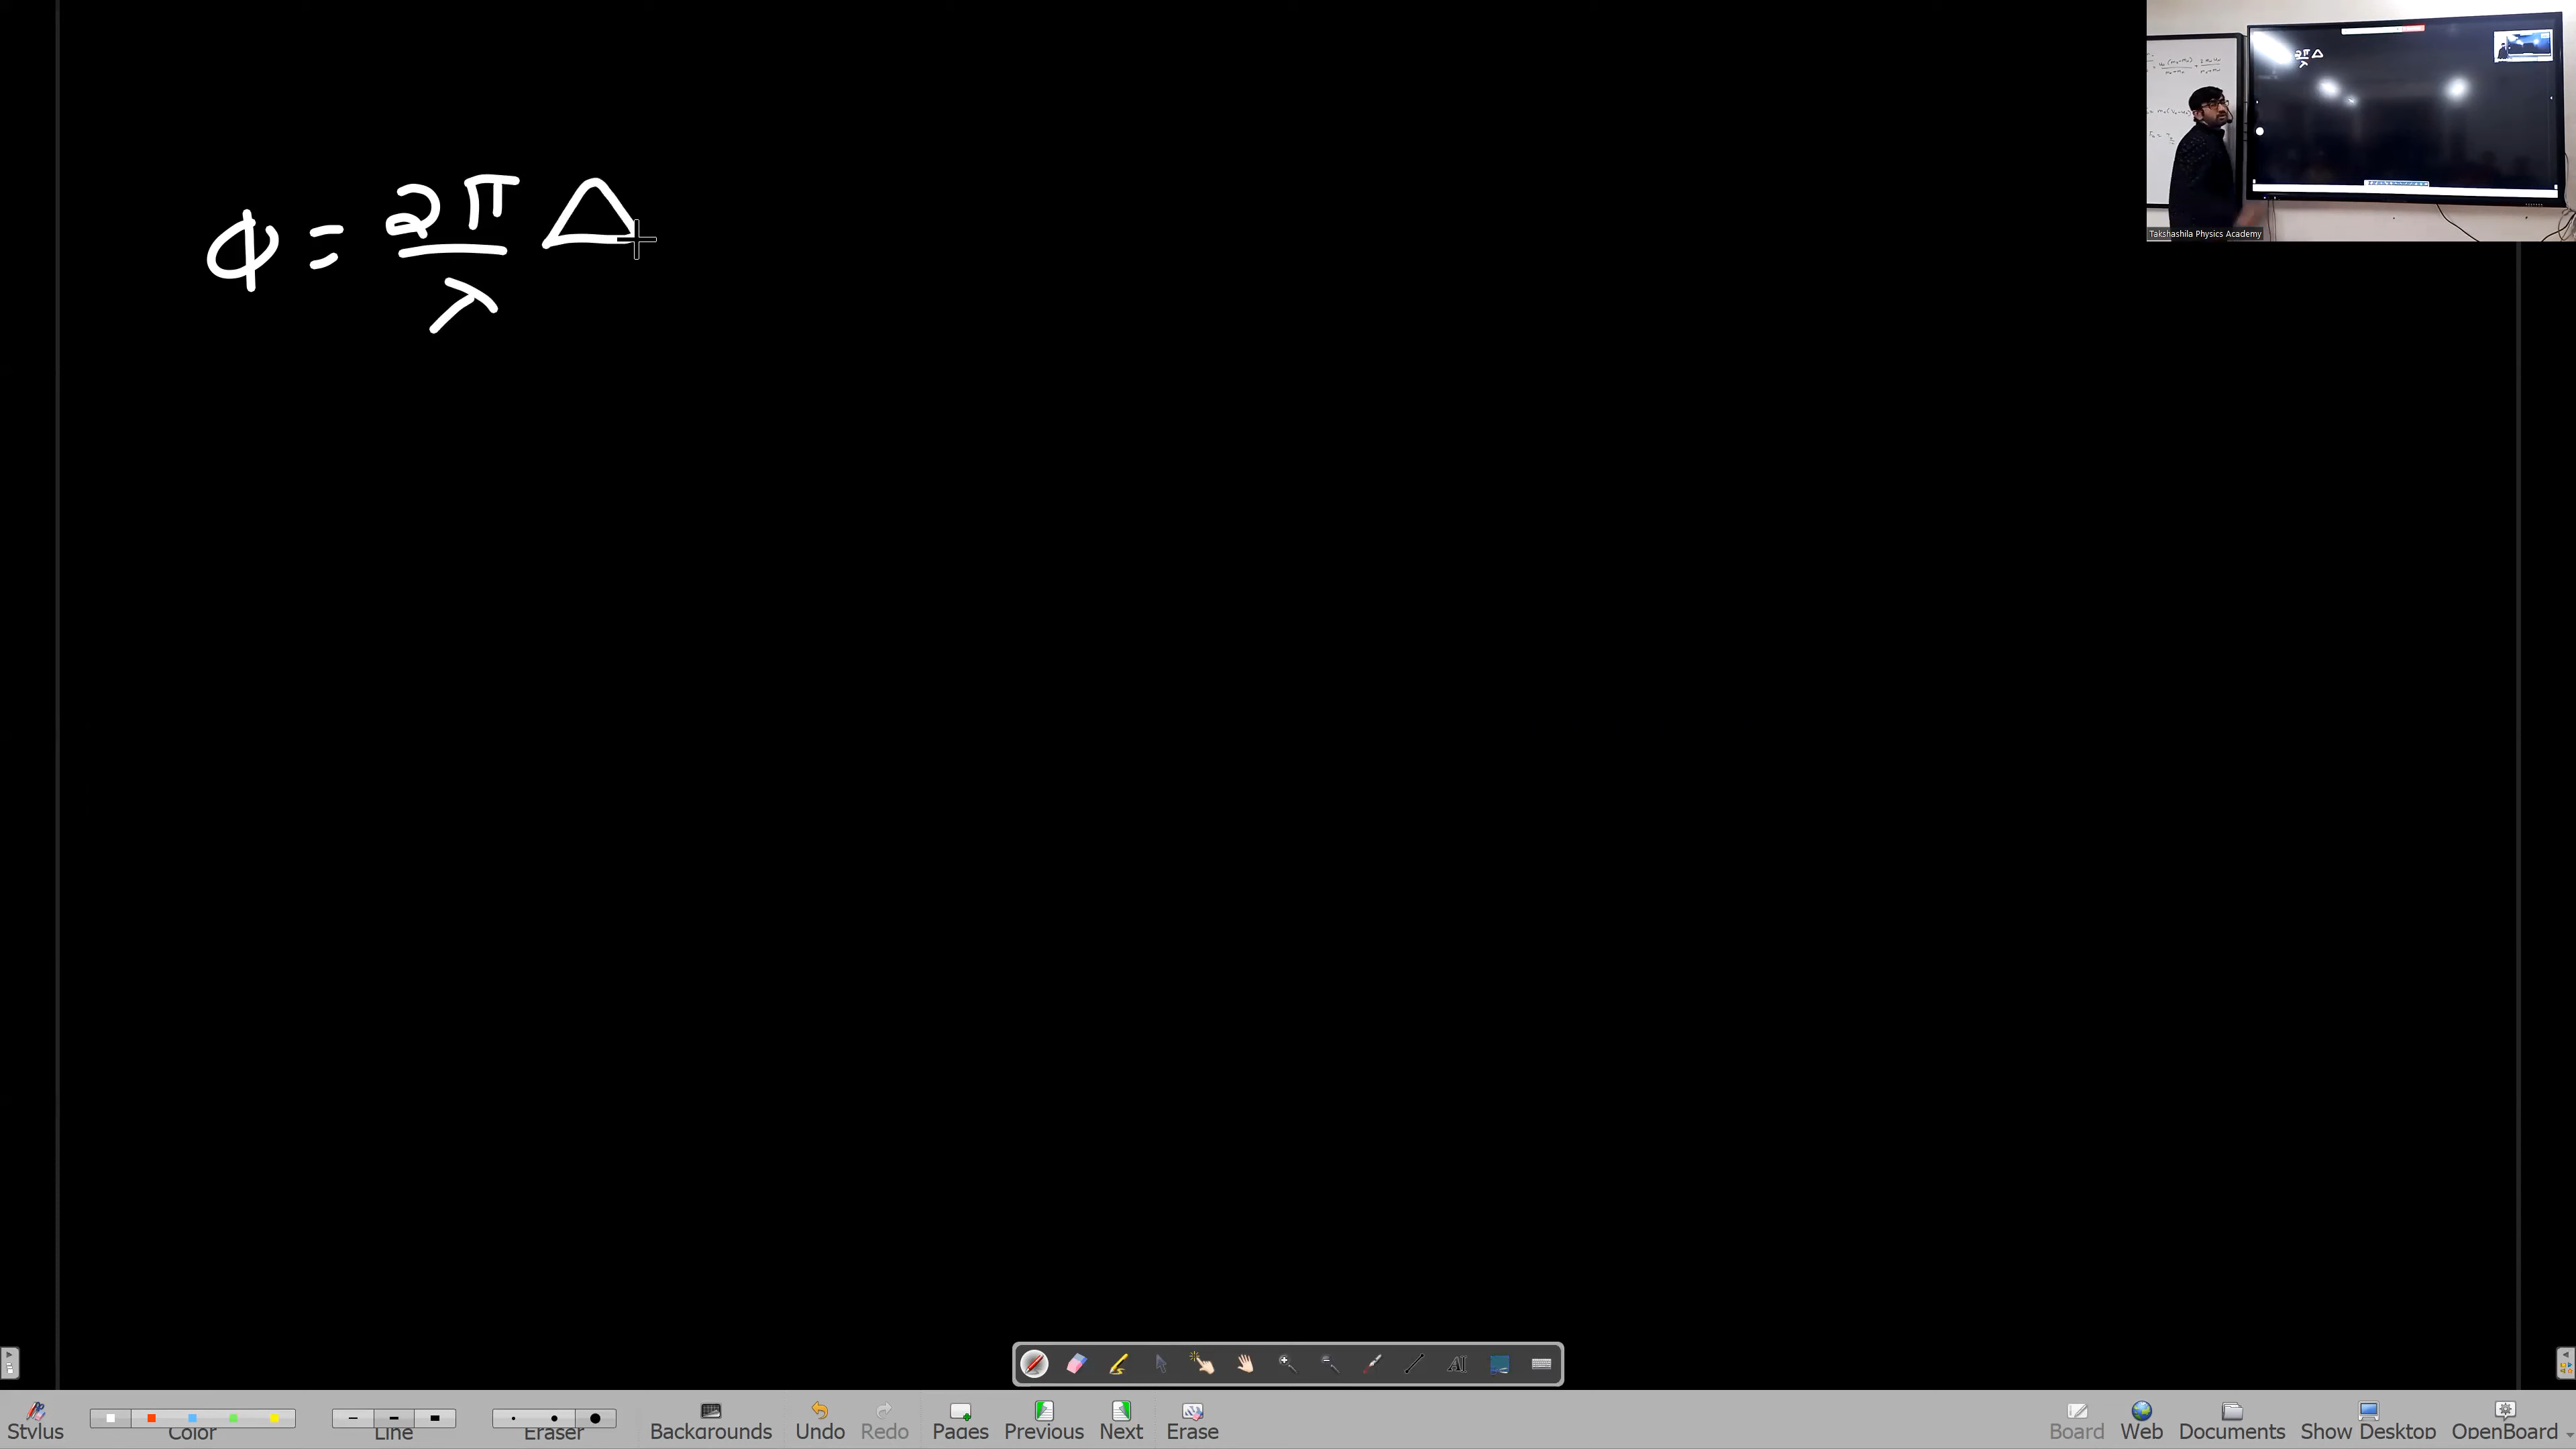 φ = 2π/λ Δ
Takshashila Physics Academy
Stylus Color Line Eraser Backgrounds Undo Redo Pages Previous Next Erase Board Web Documents Show Desktop OpenBoard